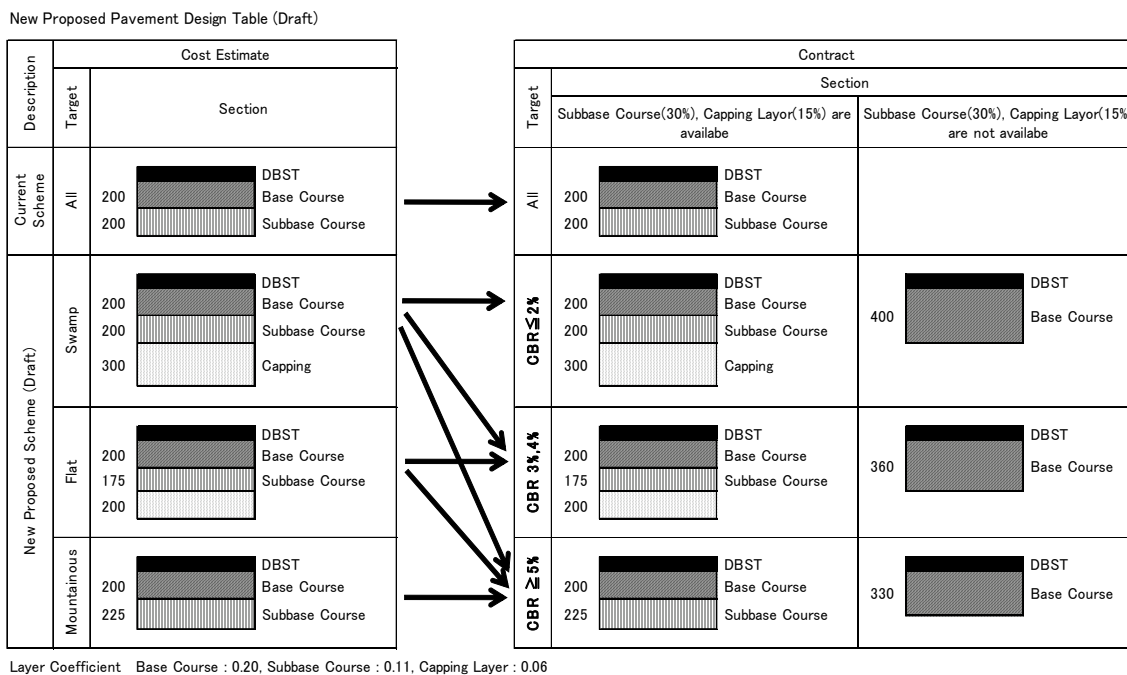 New Proposed Pavement Design Table (Draft)
Description
Target
Cost Estimate
Section
Target
Contract
Section
Subbase Course(30%), Capping Layor(15%) are
availabe
Subbase Course(30%), Capping Layor(15%
are not availabe
Current
Scheme
All
200
200
DBST
Base Course
Subbase Course
All
200
200
DBST
Base Course
Subbase Course
New Proposed Scheme (Draft)
Swamp
200
200
300
DBST
Base Course
Subbase Course
Capping
CBR≦2%
200
200
300
DBST
Base Course
Subbase Course
Capping
400
DBST
Base Course
Flat
200
175
200
DBST
Base Course
Subbase Course
CBR 3%,4%
200
175
200
DBST
Base Course
Subbase Course
360
DBST
Base Course
Mountainous
200
225
DBST
Base Course
Subbase Course
CBR ≧5%
200
225
DBST
Base Course
Subbase Course
330
DBST
Base Course
Layer Coefficient Base Course : 0.20, Subbase Course : 0.11, Capping Layer : 0.06